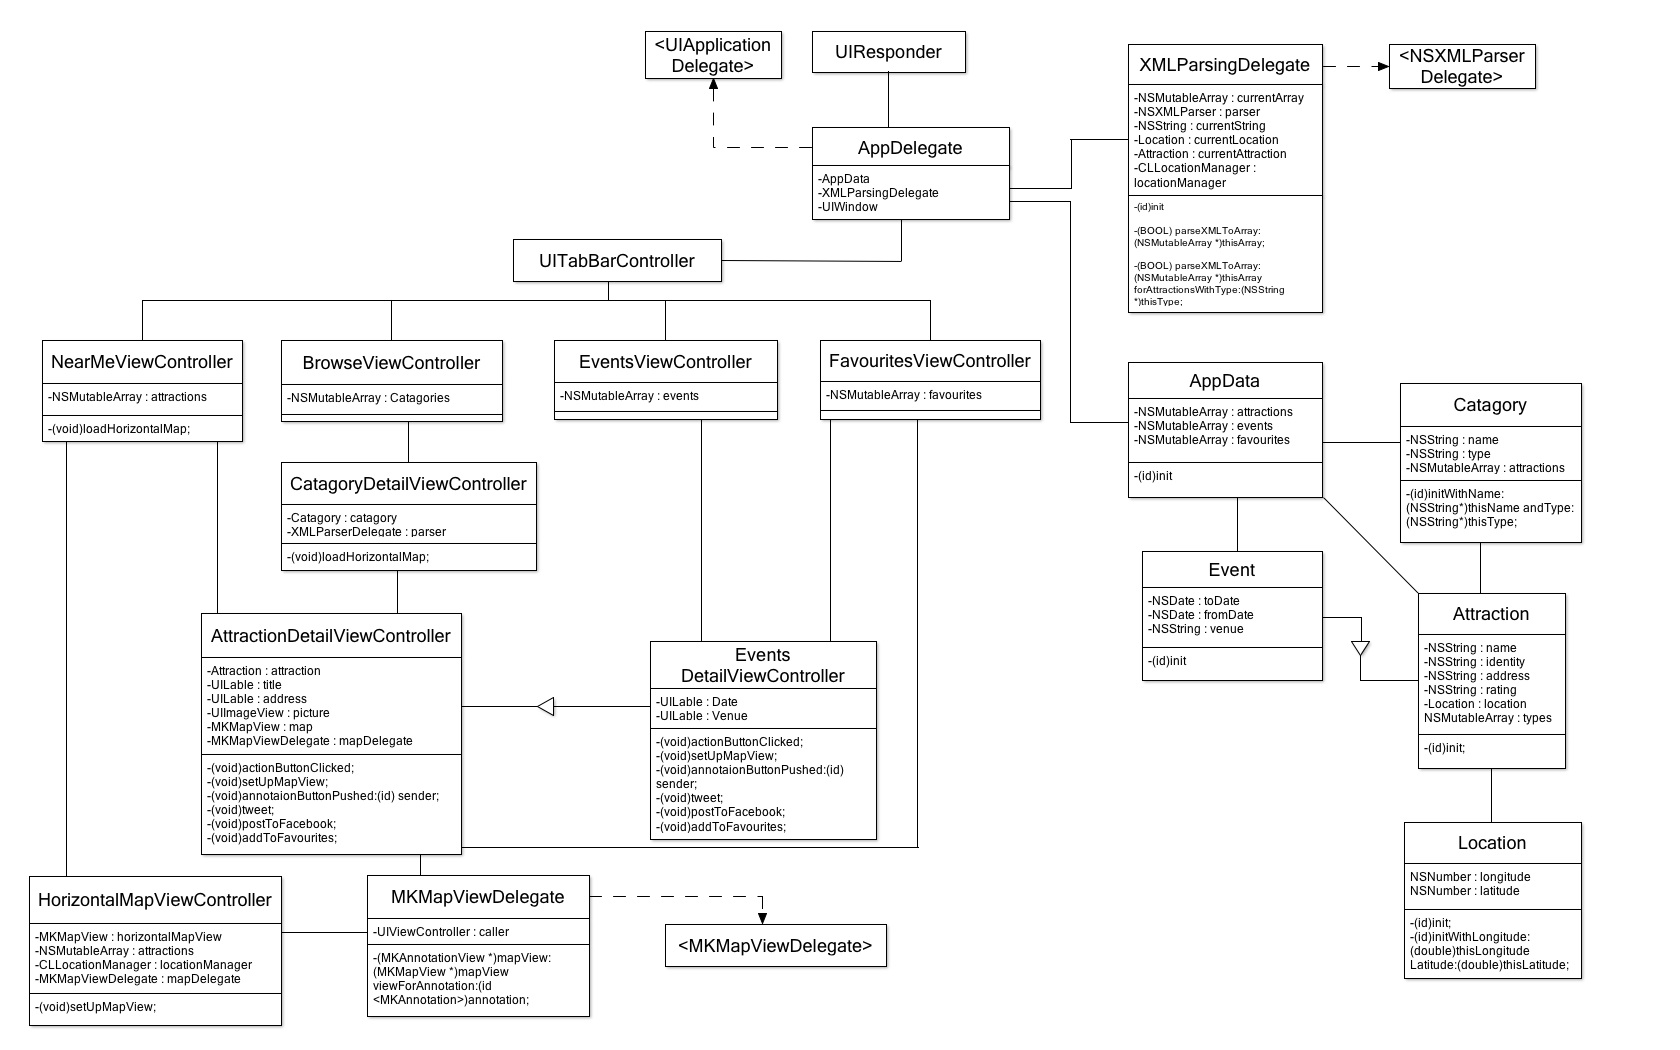 <UIApplication
Delegate>
UIResponder
AppDelegate
-AppData
-XMLParsingDelegate
-UIWindow
XMLParsingDelegate
-NSMutableArray : currentArray
-NSXMLParser : parser
-NSString : currentString
-Location : currentLocation
-Attraction : currentAttraction
-CLLocationManager :
locationManager
-(id)init
-(BOOL) parseXMLToArray:
(NSMutableArray *)thisArray;
-(BOOL) parseXMLToArray:
(NSMutableArray *)thisArray
forAttractionsWithType:(NSString
*)thisType;
<NSXMLParser
Delegate>
UITabBarController
NearMeViewController
-NSMutableArray : attractions
-(void)loadHorizontalMap;
BrowseViewController
-NSMutableArray : Catagories
EventsViewController
-NSMutableArray : events
FavouritesViewController
-NSMutableArray : favourites
AppData
-NSMutableArray : attractions
-NSMutableArray : events
-NSMutableArray : favourites
-(id)init
Catagory
-NSString : name
-NSString : type
-NSMutableArray : attractions
-(id)initWithName:
(NSString*)thisName andType:
(NSString*)thisType;
CatagoryDetailViewController
-Catagory : catagory
-XMLParserDelegate : parser
-(void)loadHorizontalMap;
Event
-NSDate : toDate
-NSDate : fromDate
-NSString : venue
-(id)init
Attraction
-NSString : name
-NSString : identity
-NSString : address
-NSString : rating
-Location : location
NSMutableArray : types
-(id)init;
AttractionDetailViewController
-Attraction : attraction
-UILable : title
-UILable : address
-UIImageView : picture
-MKMapView : map
-MKMapViewDelegate : mapDelegate
-(void)actionButtonClicked;
-(void)setUpMapView;
-(void)annotaionButtonPushed:(id) sender;
-(void)tweet;
-(void)postToFacebook;
-(void)addToFavourites;
Events
DetailViewController
-UILable : Date
-UILable : Venue
-(void)actionButtonClicked;
-(void)setUpMapView;
-(void)annotaionButtonPushed:(id)
sender;
-(void)tweet;
-(void)postToFacebook;
-(void)addToFavourites;
Location
NSNumber : longitude
NSNumber : latitude
-(id)init;
-(id)initWithLongitude:
(double)thisLongitude
Latitude:(double)thisLatitude;
HorizontalMapViewController
-MKMapView : horizontalMapView
-NSMutableArray : attractions
-CLLocationManager : locationManager
-MKMapViewDelegate : mapDelegate
-(void)setUpMapView;
MKMapViewDelegate
-UIViewController : caller
-(MKAnnotationView *)mapView:
(MKMapView *)mapView
viewForAnnotation:(id
<MKAnnotation>)annotation;
<MKMapViewDelegate>